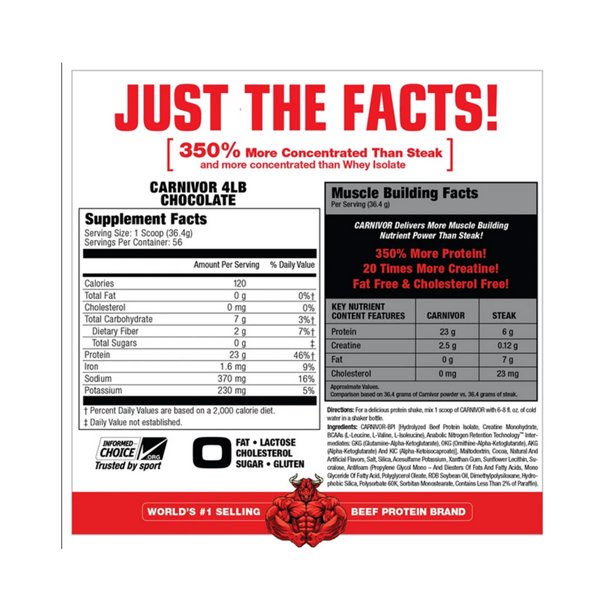 JUST THE FACTS!
350% More Concentrated Than Steak
and more concentrated than Whey Isolate
CARNIVOR 4LB
CHOCOLATE
Supplement Facts
Serving Size: 1 Scoop (36.4g)
Servings Per Container: 56
Amount Per Serving % Daily Value
Calories 120
Total Fat 0 g 0%†
Cholesterol 0 mg 0%
Total Carbohydrate 7 g 3%†
Dietary Fiber 2 g 7%†
Total Sugars 0 g ‡
Protein 23 g 46%†
Iron 1.6 mg 9%
Sodium 370 mg 16%
Potassium 230 mg 5%
† Percent Daily Values are based on a 2,000 calorie diet.
‡ Daily Value not established.
INFORMED-
CHOICE
.ORG
Trusted by sport
0
FAT • LACTOSE
CHOLESTEROL
SUGAR • GLUTEN
Muscle Building Facts
Per Serving (36.4 g)
CARNIVOR Delivers More Muscle Building
Nutrient Power Than Steak!
350% More Protein!
20 Times More Creatine!
Fat Free & Cholesterol Free!
KEY NUTRIENT
CONTENT FEATURES CARNIVOR STEAK
Protein 23 g 6 g
Creatine 2.5 g 0.12 g
Fat 0 g 7 g
Cholesterol 0 mg 23 mg
Approximate Values.
Comparison based on 36.4 grams of Carnivor powder vs. 36.4 grams of steak.
Directions: For a delicious protein shake, mix 1 scoop of CARNIVOR with 6-8 fl. oz. of cold
water in a shaker bottle.
Ingredients: CARNIVOR-BPI [Hydrolyzed Beef Protein Isolate, Creatine Monohydrate,
BCAAs (L-Leucine, L-Valine, L-Isoleucine), Anabolic Nitrogen Retention Technology™ Inter-
mediates: GKG (Glutamine-Alpha-Ketoglutarate), OKG (Ornithine-Alpha-Ketoglutarate), AKG
(Alpha-Ketoglutarate) and KIC (Alpha-Ketoisocaproate)], Maltodextrin, Cocoa, Natural And
Artificial Flavors, Salt, Silica, Acesulfame Potassium, Xanthan Gum, Sunflower Lecithin, Su-
cralose, Antifoam (Propylene Glycol Mono – And Diesters Of Fats And Fatty Acids, Mono
Glyceride Of Fatty Acid, Polyglycerol Oleate, RDB Soybean Oil, Dimethylpolysiloxane, Hydro-
phobic Silica, Polysorbate 60K, Sorbitan Monostearate, Contains Less Than 2% of Paraffin).
WORLD'S #1 SELLING BEEF PROTEIN BRAND